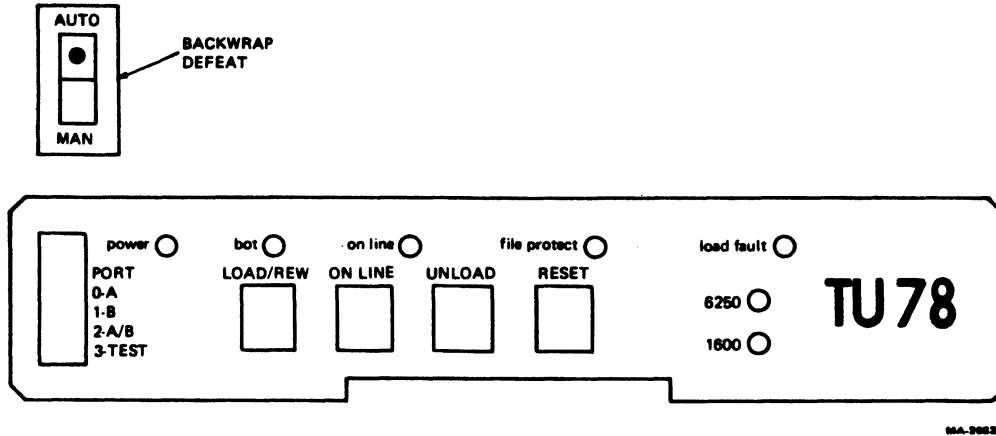 AUTO
BACKWRAP
DEFEAT
MAN
power
bot
on line
file protect
load fault
PORT
LOAD/REW
ON LINE
UNLOAD
RESET
0-A
1-B
2-A/B
3-TEST
6250
1600
TU78